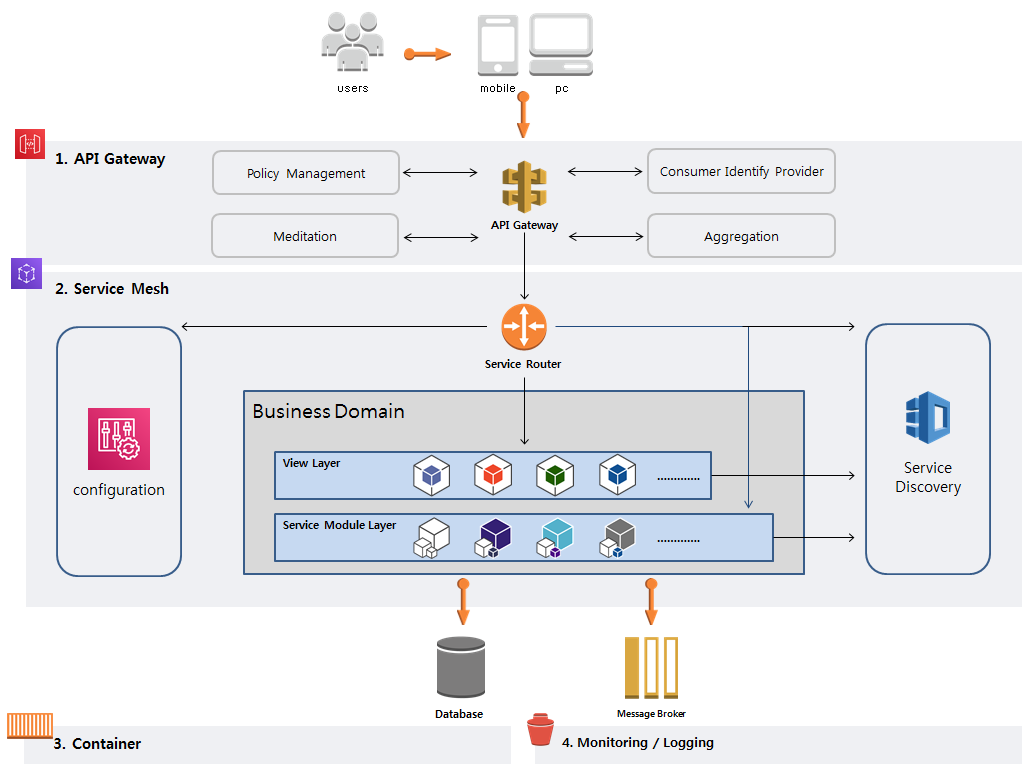 users
mobile
pc
1. API Gateway
Policy Management
Consumer Identify Provider
API Gateway
Meditation
Aggregation
2. Service Mesh
Service Router
Business Domain
configuration
View Layer
.............
Service
Discovery
Service Module Layer
.............
Database
Message Broker
3. Container
4. Monitoring / Logging